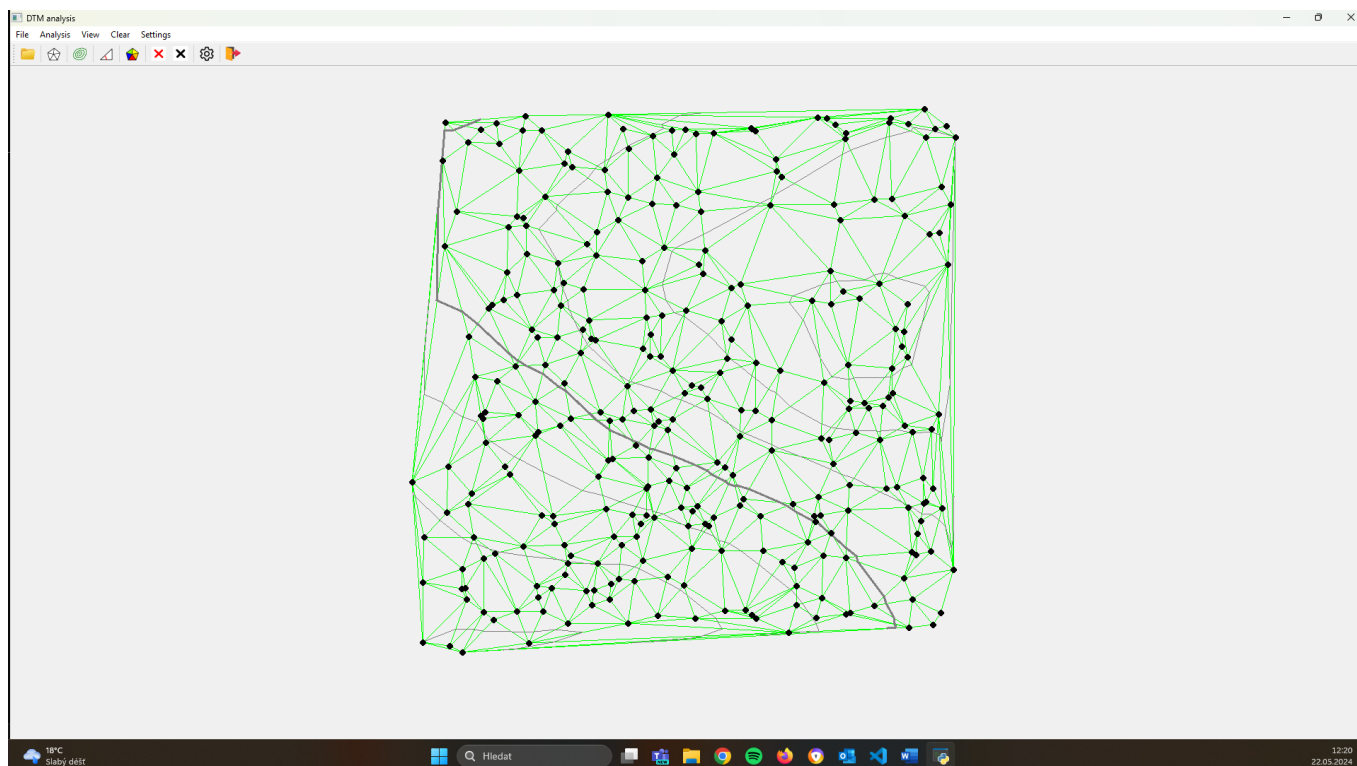 DTM analysis
File Analysis View Clear Settings
18°C
Slabý déšť
Hledat
12:20
22.05.2024